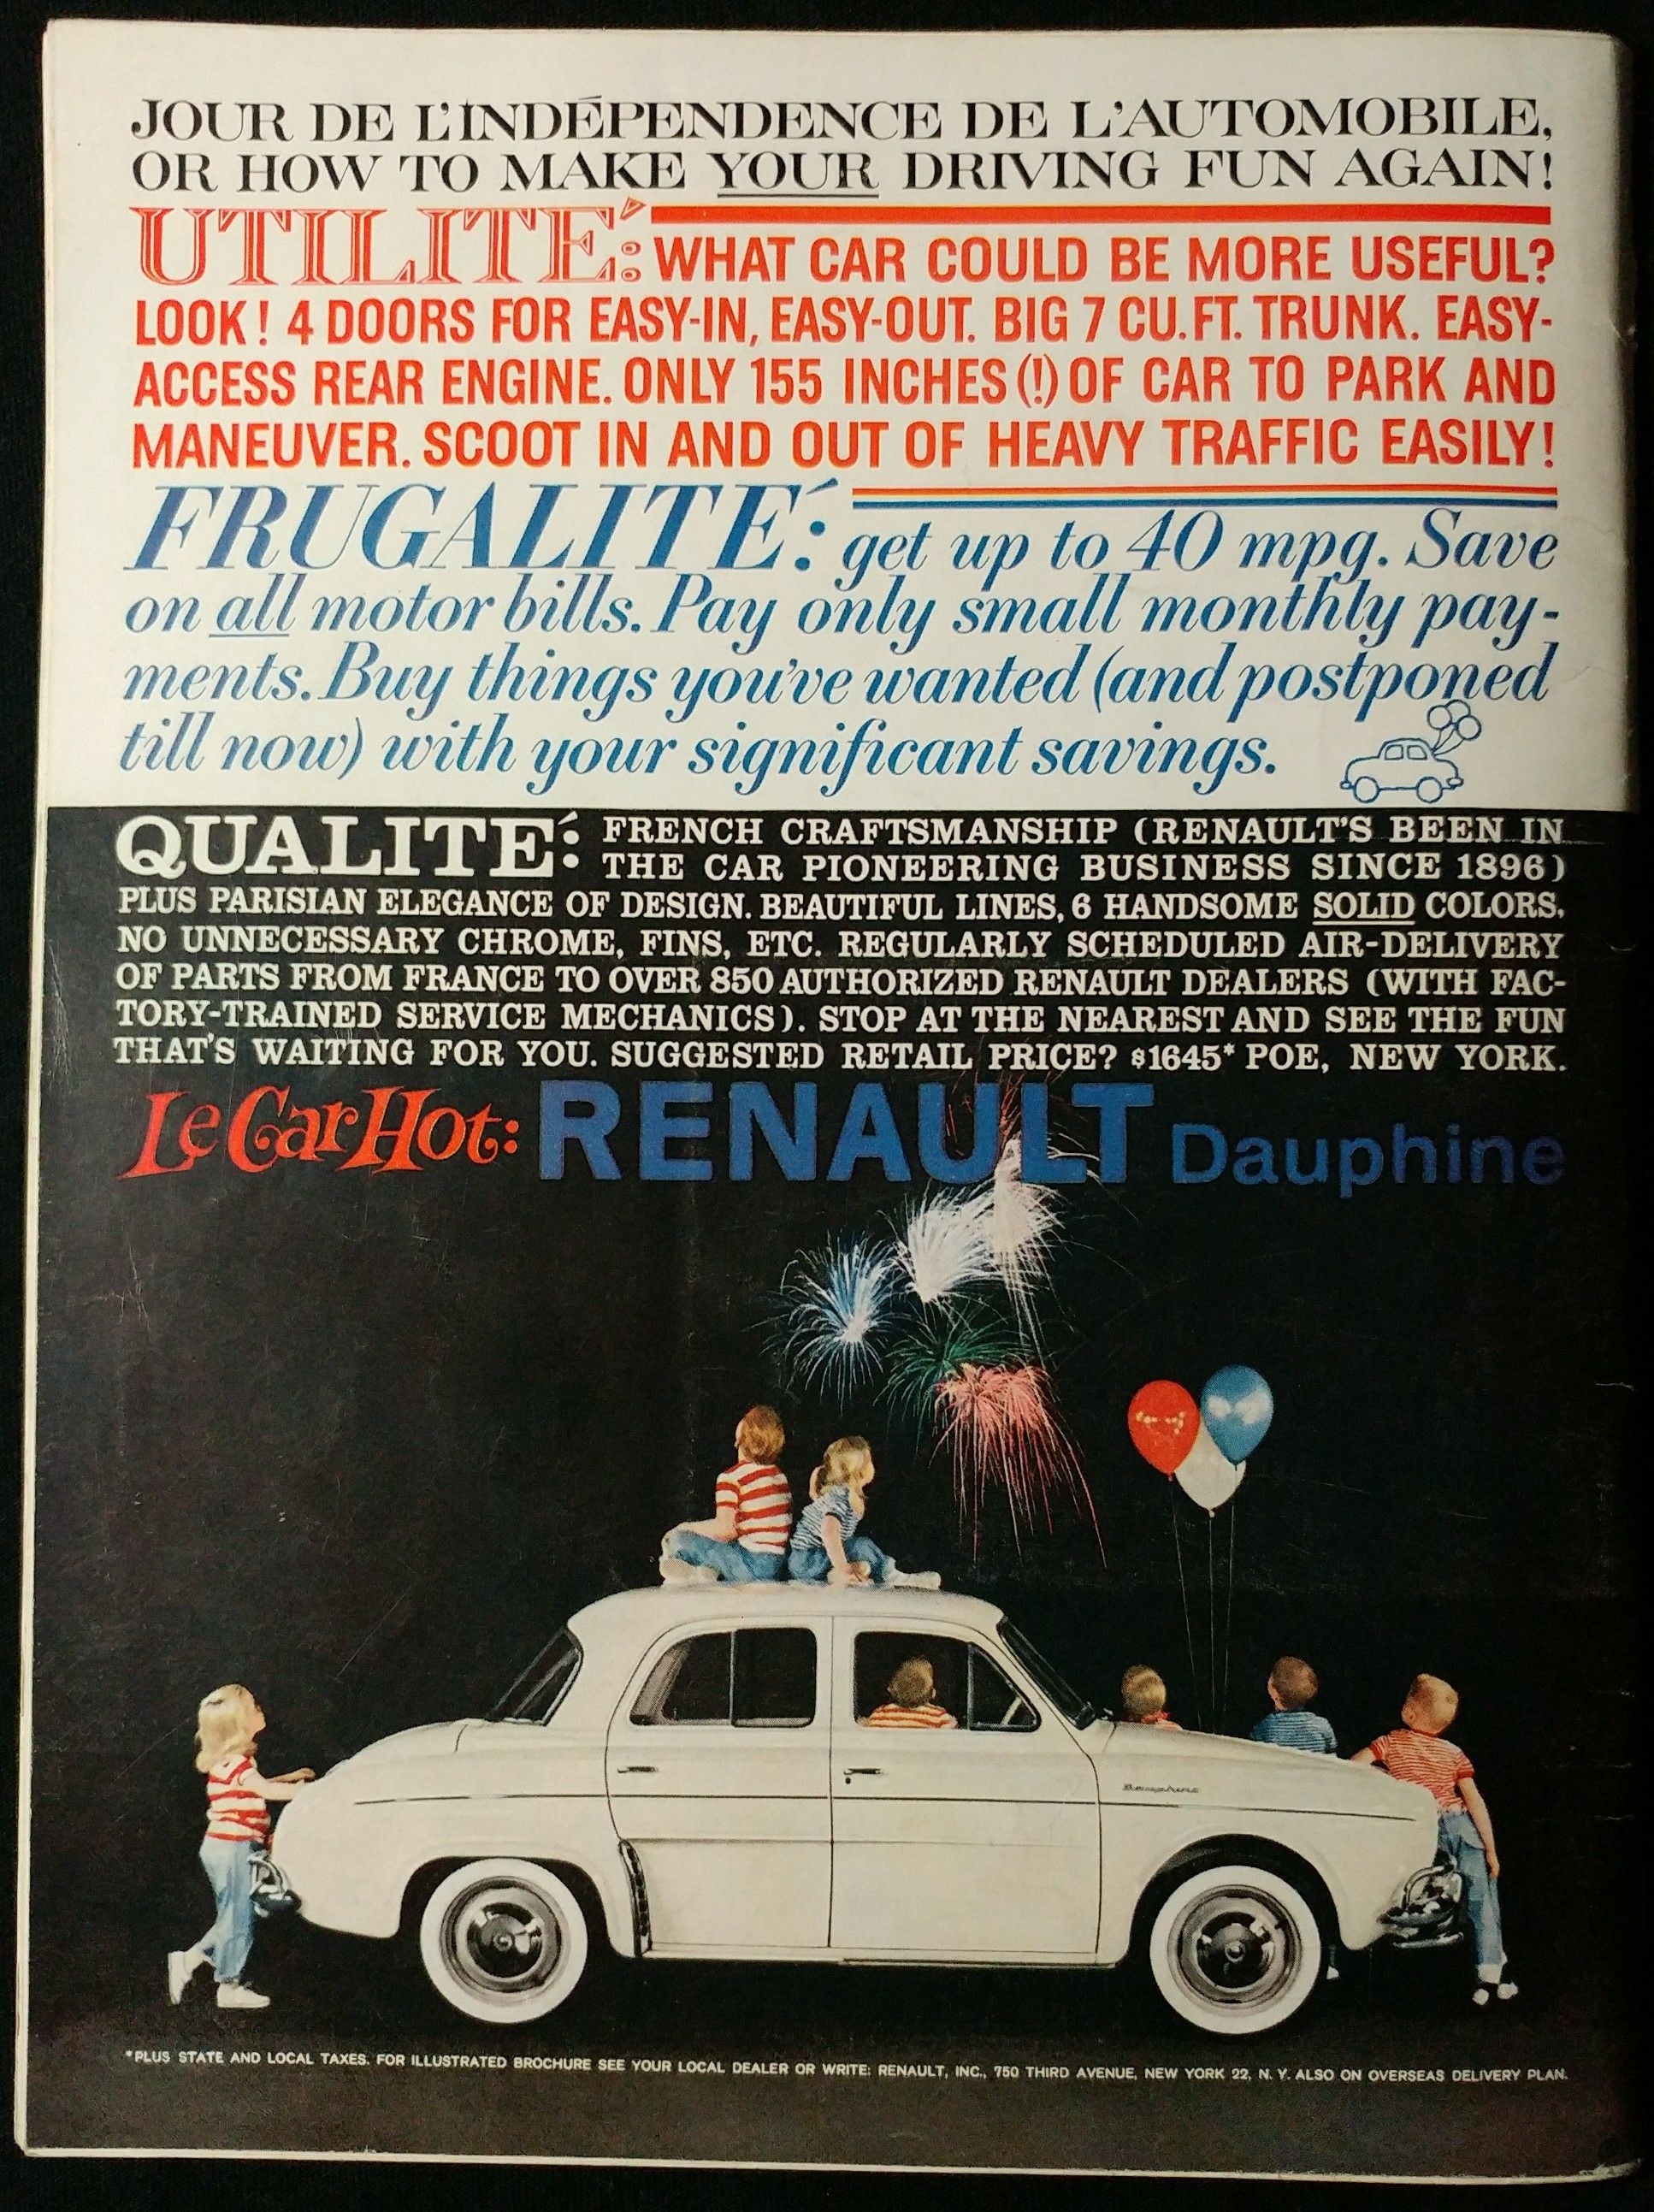 JOUR DE L'INDÉPENDENCE DE L'AUTOMOBILE,
OR HOW TO MAKE YOUR DRIVING FUN AGAIN!
UTILITÉ: WHAT CAR COULD BE MORE USEFUL?
LOOK! 4 DOORS FOR EASY-IN, EASY-OUT. BIG 7 CU. FT. TRUNK. EASY-
ACCESS REAR ENGINE. ONLY 155 INCHES (!) OF CAR TO PARK AND
MANEUVER. SCOOT IN AND OUT OF HEAVY TRAFFIC EASILY!
FRUGALITÉ: get up to 40 mpg. Save
on all motor bills. Pay only small monthly pay-
ments. Buy things you've wanted (and postponed
till now) with your significant savings.
QUALITÉ: FRENCH CRAFTSMANSHIP (RENAULT'S BEEN IN
THE CAR PIONEERING BUSINESS SINCE 1896)
PLUS PARISIAN ELEGANCE OF DESIGN. BEAUTIFUL LINES, 6 HANDSOME SOLID COLORS,
NO UNNECESSARY CHROME, FINS, ETC. REGULARLY SCHEDULED AIR-DELIVERY
OF PARTS FROM FRANCE TO OVER 850 AUTHORIZED RENAULT DEALERS (WITH FAC-
TORY-TRAINED SERVICE MECHANICS). STOP AT THE NEAREST AND SEE THE FUN
THAT'S WAITING FOR YOU. SUGGESTED RETAIL PRICE? $1645* POE, NEW YORK.
Le Car Hot: RENAULT Dauphine
Dauphine
*PLUS STATE AND LOCAL TAXES. FOR ILLUSTRATED BROCHURE SEE YOUR LOCAL DEALER OR WRITE: RENAULT, INC., 750 THIRD AVENUE, NEW YORK 22, N. Y. ALSO ON OVERSEAS DELIVERY PLAN.